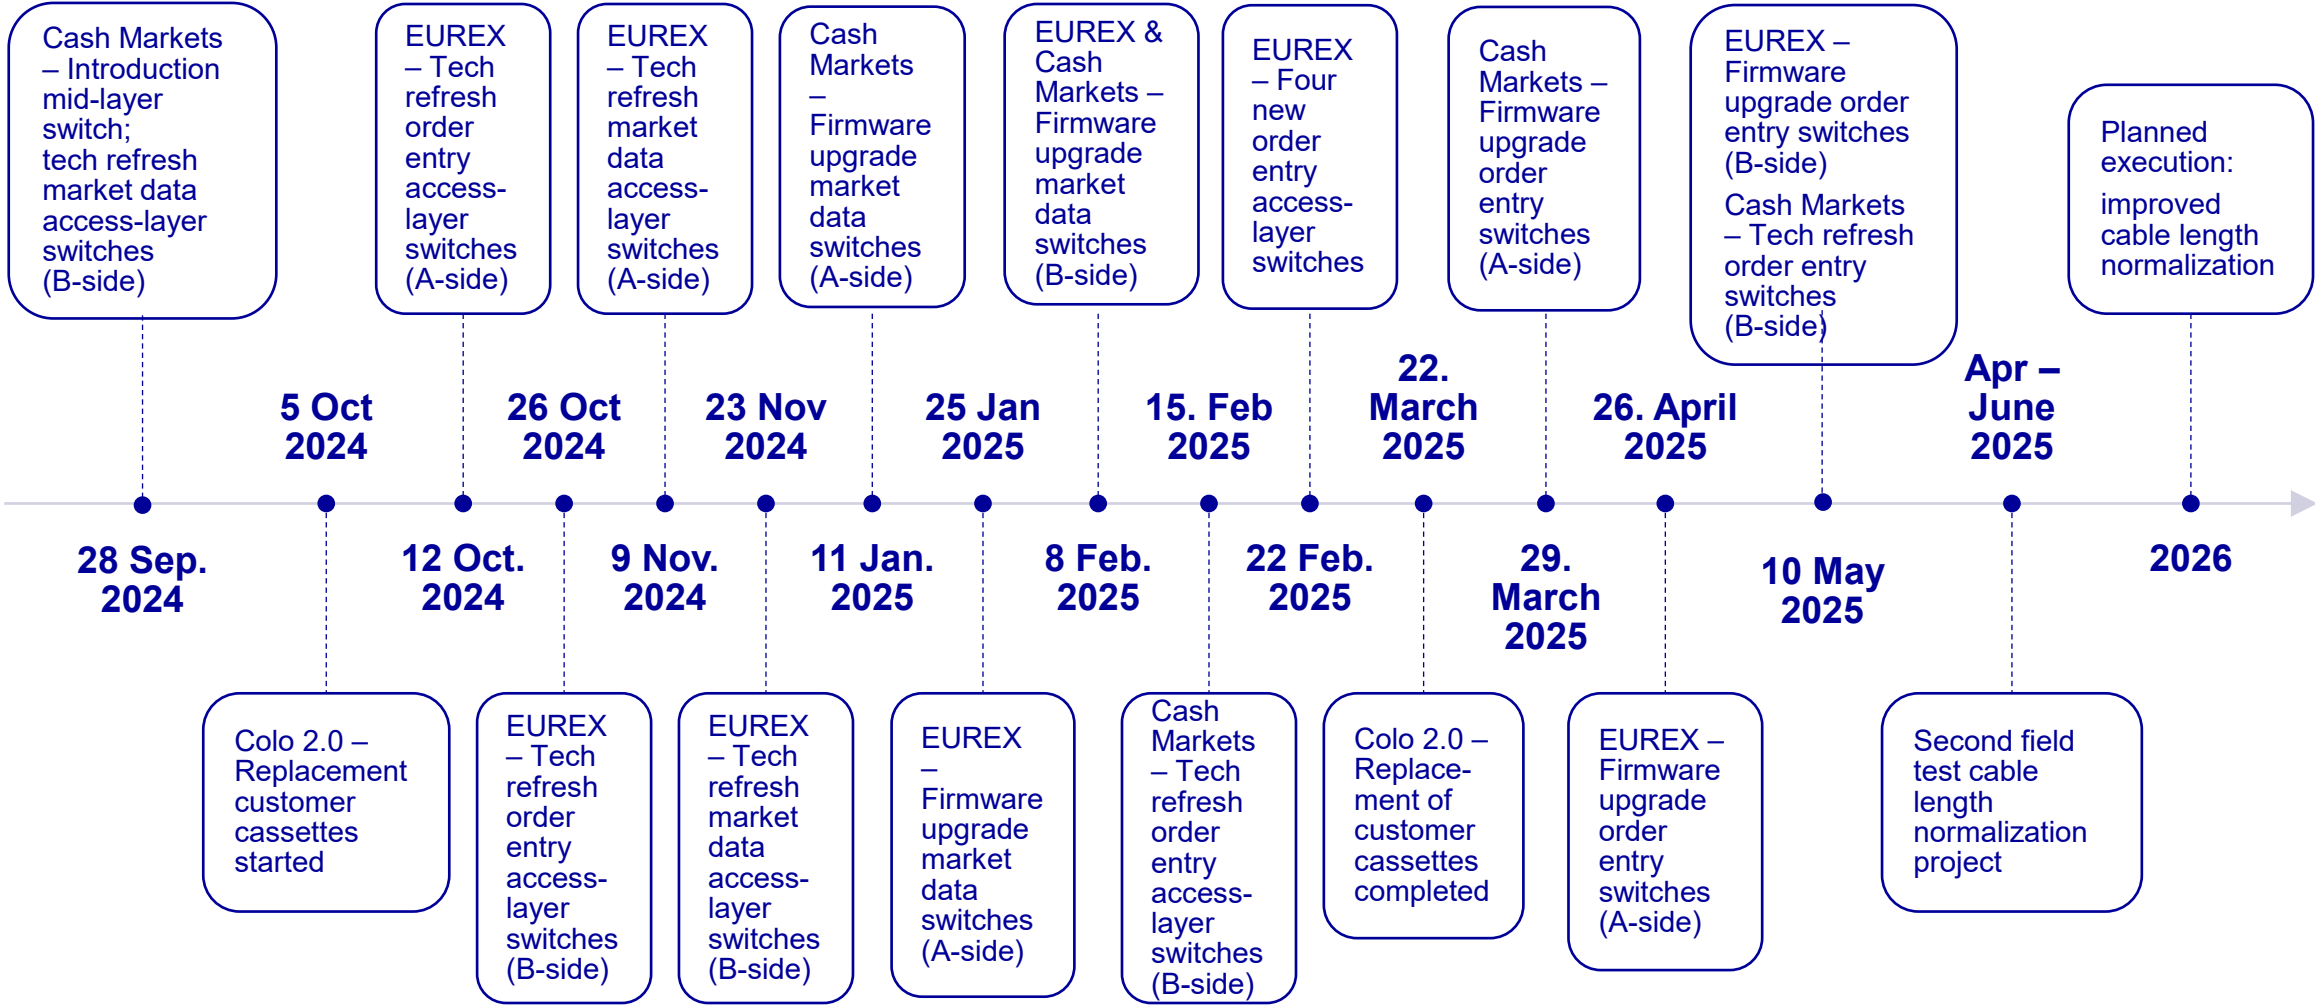 Cash Markets
– Introduction
mid-layer
switch;
tech refresh
market data
access-layer
switches
(B-side)
EUREX
– Tech
refresh
order
entry
access-
layer
switches
(A-side)
EUREX
– Tech
refresh
market
data
access-
layer
switches
(A-side)
Cash
Markets
–
Firmware
upgrade
market
data
switches
(A-side)
EUREX &
Cash
Markets –
Firmware
upgrade
market
data
switches
(B-side)
EUREX
– Four
new
order
entry
access-
layer
switches
Cash
Markets –
Firmware
upgrade
order
entry
switches
(A-side)
EUREX –
Firmware
upgrade order
entry switches
(B-side)
Cash Markets
– Tech refresh
order entry
switches
(B-side)
Planned
execution:
improved
cable length
normalization
5 Oct
2024
26 Oct
2024
23 Nov
2024
25 Jan
2025
15. Feb
2025
22.
March
2025
26. April
2025
Apr –
June
2025
28 Sep.
2024
12 Oct.
2024
9 Nov.
2024
11 Jan.
2025
8 Feb.
2025
22 Feb.
2025
29.
March
2025
10 May
2025
2026
Colo 2.0 –
Replacement
customer
cassettes
started
EUREX
– Tech
refresh
order
entry
access-
layer
switches
(B-side)
EUREX
– Tech
refresh
market
data
access-
layer
switches
(B-side)
EUREX
–
Firmware
upgrade
market
data
switches
(A-side)
Cash
Markets
– Tech
refresh
order
entry
access-
layer
switches
(B-side)
Colo 2.0 –
Replace-
ment of
customer
cassettes
completed
EUREX –
Firmware
upgrade
order
entry
switches
(A-side)
Second field
test cable
length
normalization
project